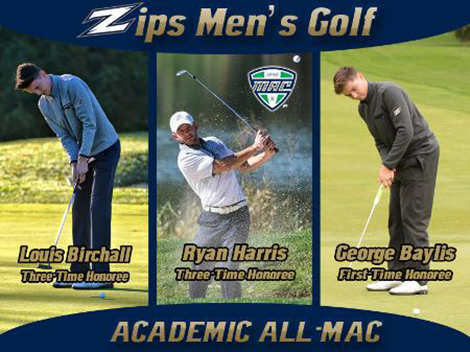 Zips Men's Golf
MAC
Louis Birchall
Three-Time Honoree
Ryan Harris
Three-Time Honoree
George Baylis
First-Time Honoree
ACADEMIC ALL-MAC